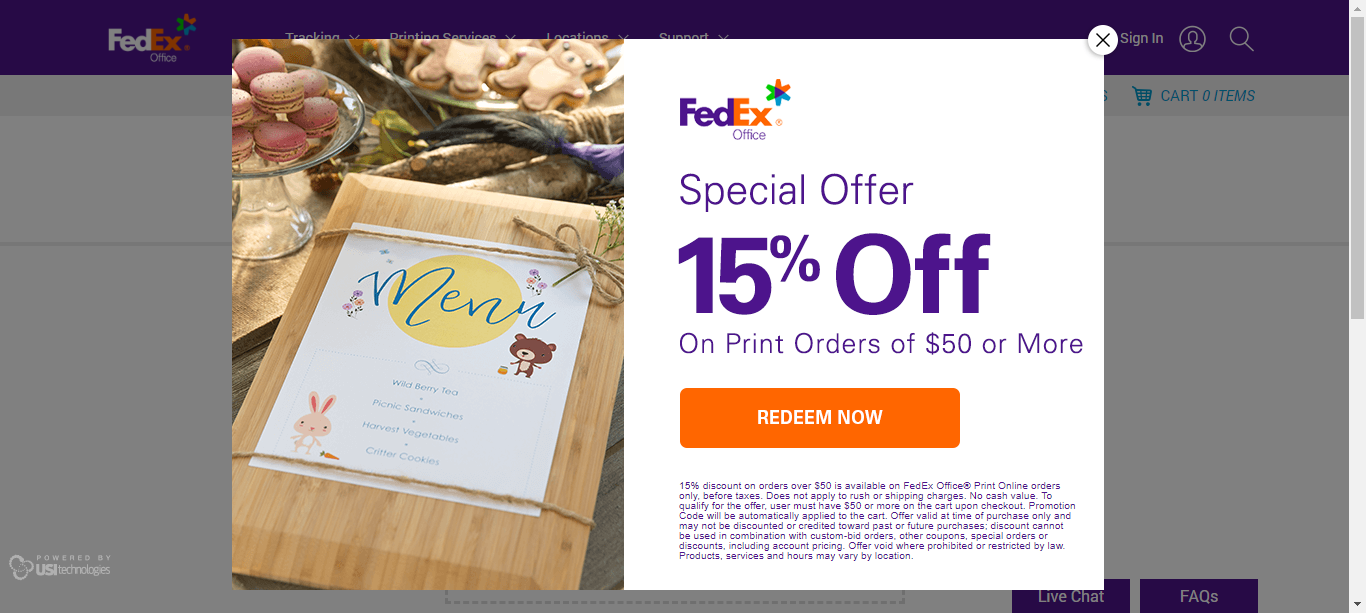 FedEx
Office
Tracking
Printing Services
Locations
Support
Sign In
CART 0 ITEMS
FedEx®
Office
Special Offer
15% Off
On Print Orders of $50 or More
REDEEM NOW
15% discount on orders over $50 is available on FedEx Office® Print Online orders
only, before taxes. Does not apply to rush or shipping charges. No cash value. To
qualify for the offer, user must have $50 or more on the cart upon checkout. Promotion
Code will be automatically applied to the cart. Offer valid at time of purchase only and
may not be discounted or credited toward past or future purchases; discount cannot
be used in combination with custom-bid orders, other coupons, special orders or
discounts, including account pricing. Offer void where prohibited or restricted by law.
Products, services and hours may vary by location.
Menu
Wild Berry Tea
Picnic Sandwiches
Harvest Vegetables
Critter Cookies
POWERED BY
USI technologies
Live Chat
FAQs